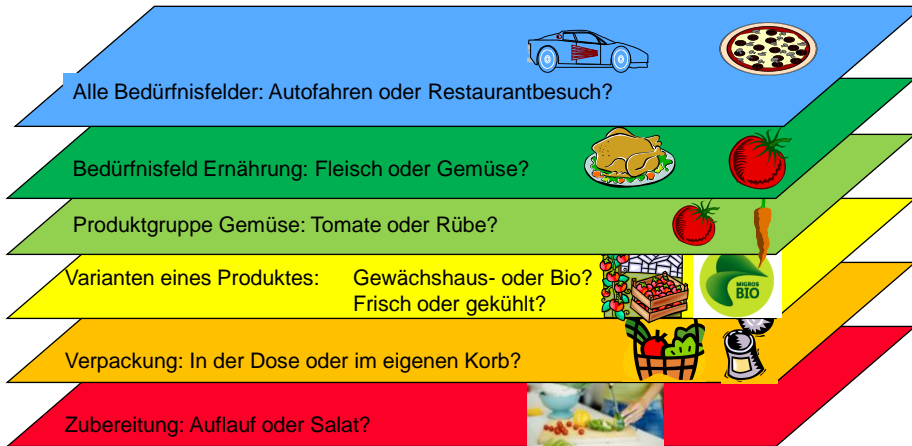 Alle Bedürfnisfelder: Autofahren oder Restaurantbesuch?
Bedürfnisfeld Ernährung: Fleisch oder Gemüse?
Produktgruppe Gemüse: Tomate oder Rübe?
Varianten eines Produktes: Gewächshaus- oder Bio?
Frisch oder gekühlt?
MIGROS
BIO
Verpackung: In der Dose oder im eigenen Korb?
Zubereitung: Auflauf oder Salat?